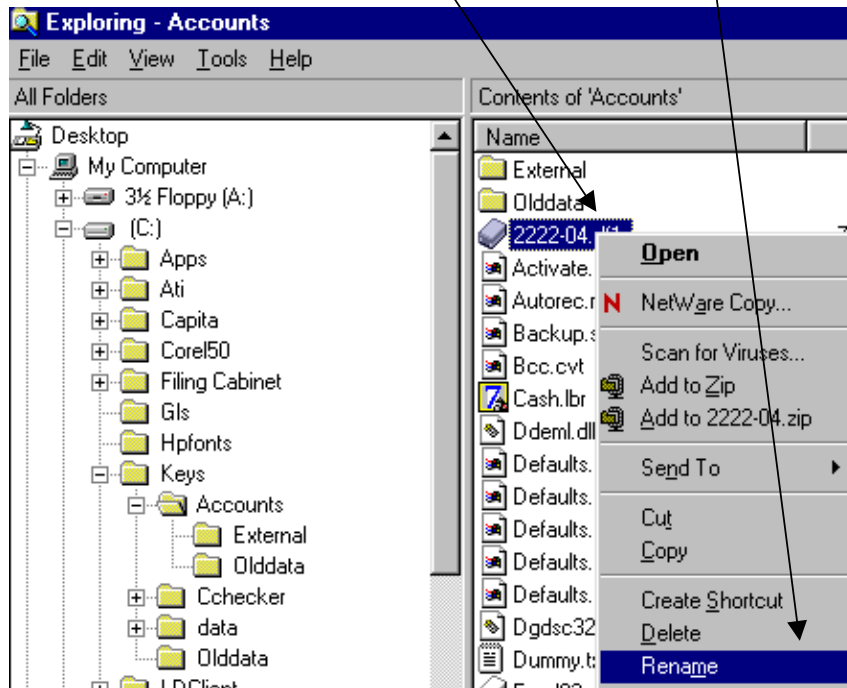 Exploring - Accounts
File Edit View Tools Help
All Folders
Contents of 'Accounts'
Desktop
My Computer
3½ Floppy (A:)
(C:)
Apps
Ati
Capita
Corel50
Filing Cabinet
Gls
Hpfonts
Keys
Accounts
External
Olddata
Cchecker
data
Olddata
Name
External
Olddata
2222-04.
Activate.
Autorec.r
Backup.s
Bcc.cvt
Cash.lbr
Ddeml.dll
Defaults.
Defaults.
Defaults.
Defaults.
Defaults.
Dgdsc32
Dummy.t
Open
NetWare Copy...
Scan for Viruses...
Add to Zip
Add to 2222-04.zip
Send To
Cut
Copy
Create Shortcut
Delete
Rename